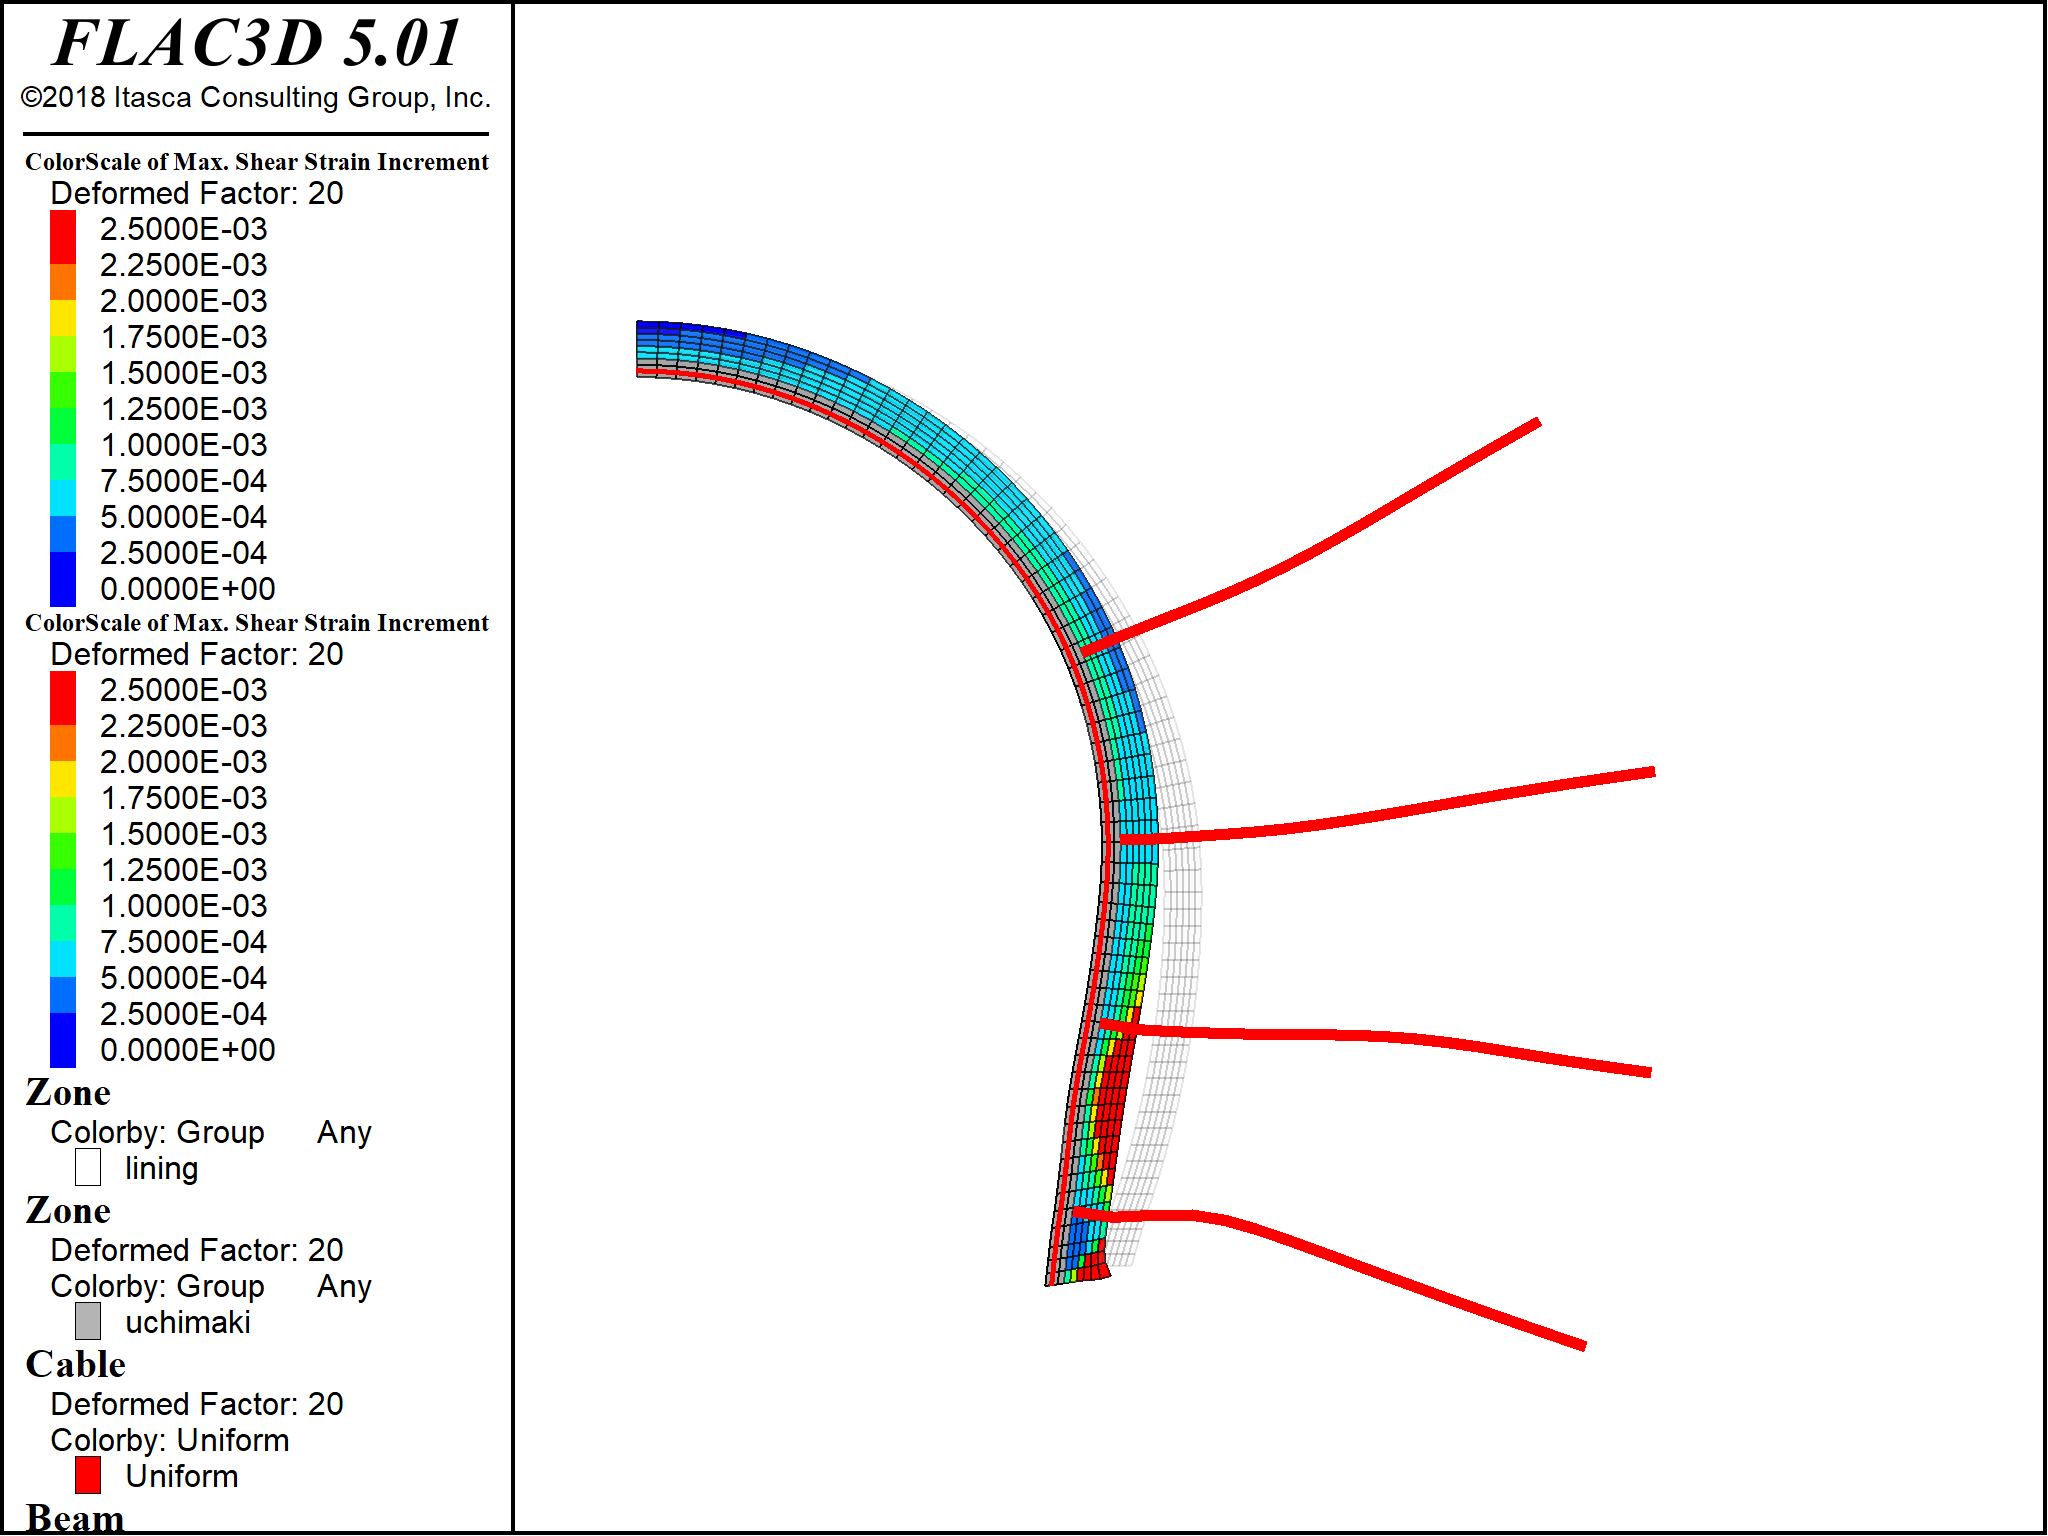 FLAC3D 5.01
©2018 Itasca Consulting Group, Inc.
ColorScale of Max. Shear Strain Increment
Deformed Factor: 20
2.5000E-03
2.2500E-03
2.0000E-03
1.7500E-03
1.5000E-03
1.2500E-03
1.0000E-03
7.5000E-04
5.0000E-04
2.5000E-04
0.0000E+00
ColorScale of Max. Shear Strain Increment
Deformed Factor: 20
2.5000E-03
2.2500E-03
2.0000E-03
1.7500E-03
1.5000E-03
1.2500E-03
1.0000E-03
7.5000E-04
5.0000E-04
2.5000E-04
0.0000E+00
Zone
Colorby: Group Any
lining
Zone
Deformed Factor: 20
Colorby: Group Any
uchimaki
Cable
Deformed Factor: 20
Colorby: Uniform
Uniform
Beam